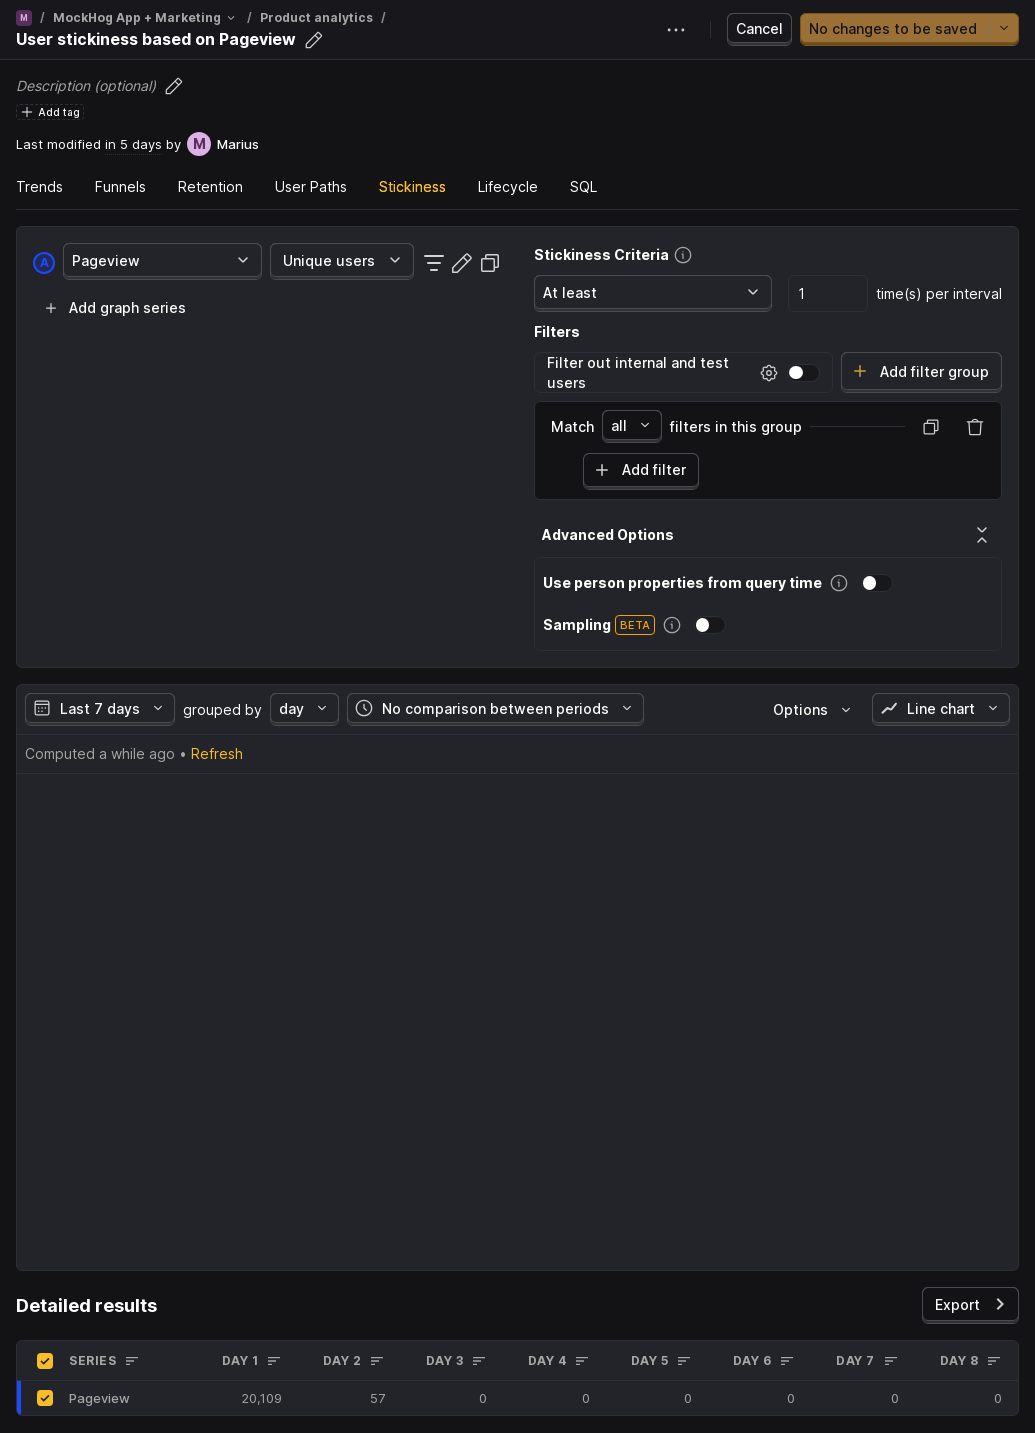 M / MockHog App + Marketing / Product analytics /
User stickiness based on Pageview
Cancel
No changes to be saved
Description (optional)
Add tag
Last modified in 5 days by M Marius
Trends Funnels Retention User Paths Stickiness Lifecycle SQL
A Pageview Unique users
Add graph series
Stickiness Criteria
At least 1 time(s) per interval
Filters
Filter out internal and test
users
Add filter group
Match all filters in this group
Add filter
Advanced Options
Use person properties from query time
Sampling BETA
Last 7 days grouped by day No comparison between periods Options Line chart
Computed a while ago • Refresh
Detailed results
Export
SERIES DAY 1 DAY 2 DAY 3 DAY 4 DAY 5 DAY 6 DAY 7 DAY 8
Pageview 20,109 57 0 0 0 0 0 0